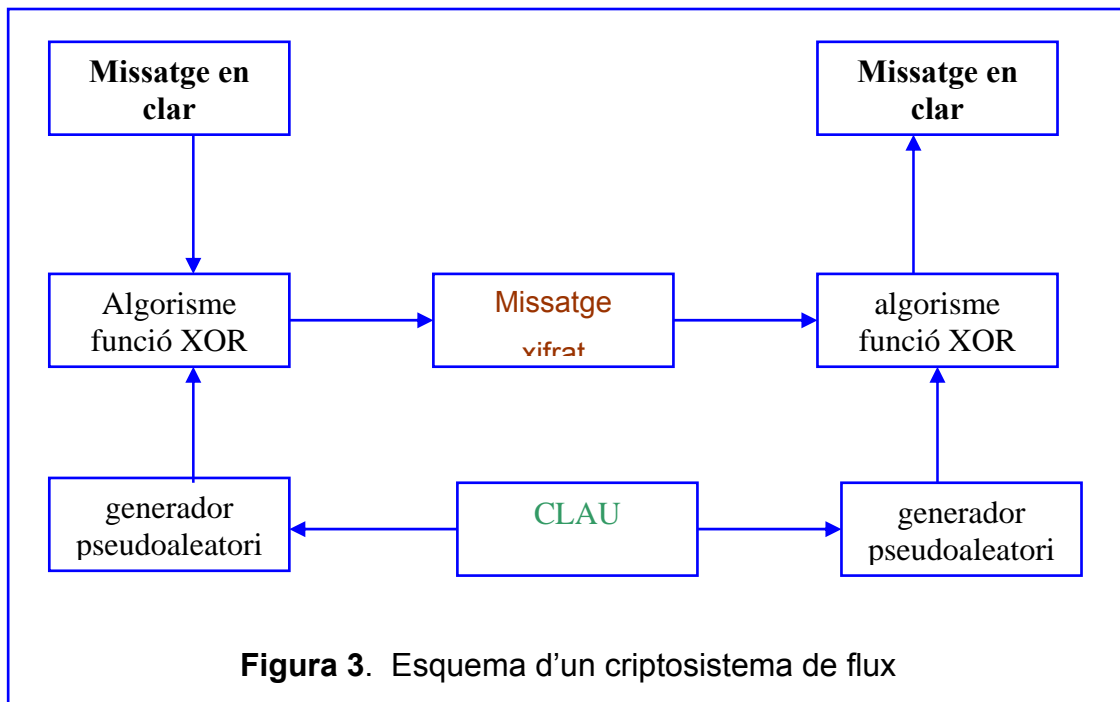 Missatge en
clar
Missatge en
clar
Algorisme
funció XOR
Missatge
xifrat
algorisme
funció XOR
generador
pseudoaleatori
CLAU
generador
pseudoaleatori
Figura 3. Esquema d’un criptosistema de flux